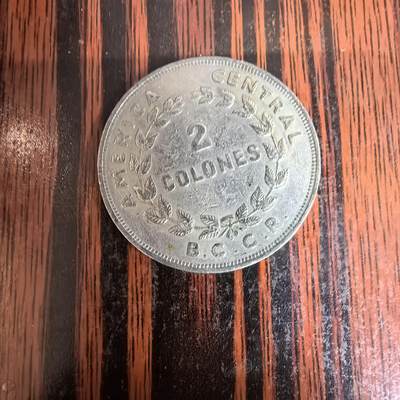 AMERICA CENTRAL
2
COLONES
B.C.C.R.